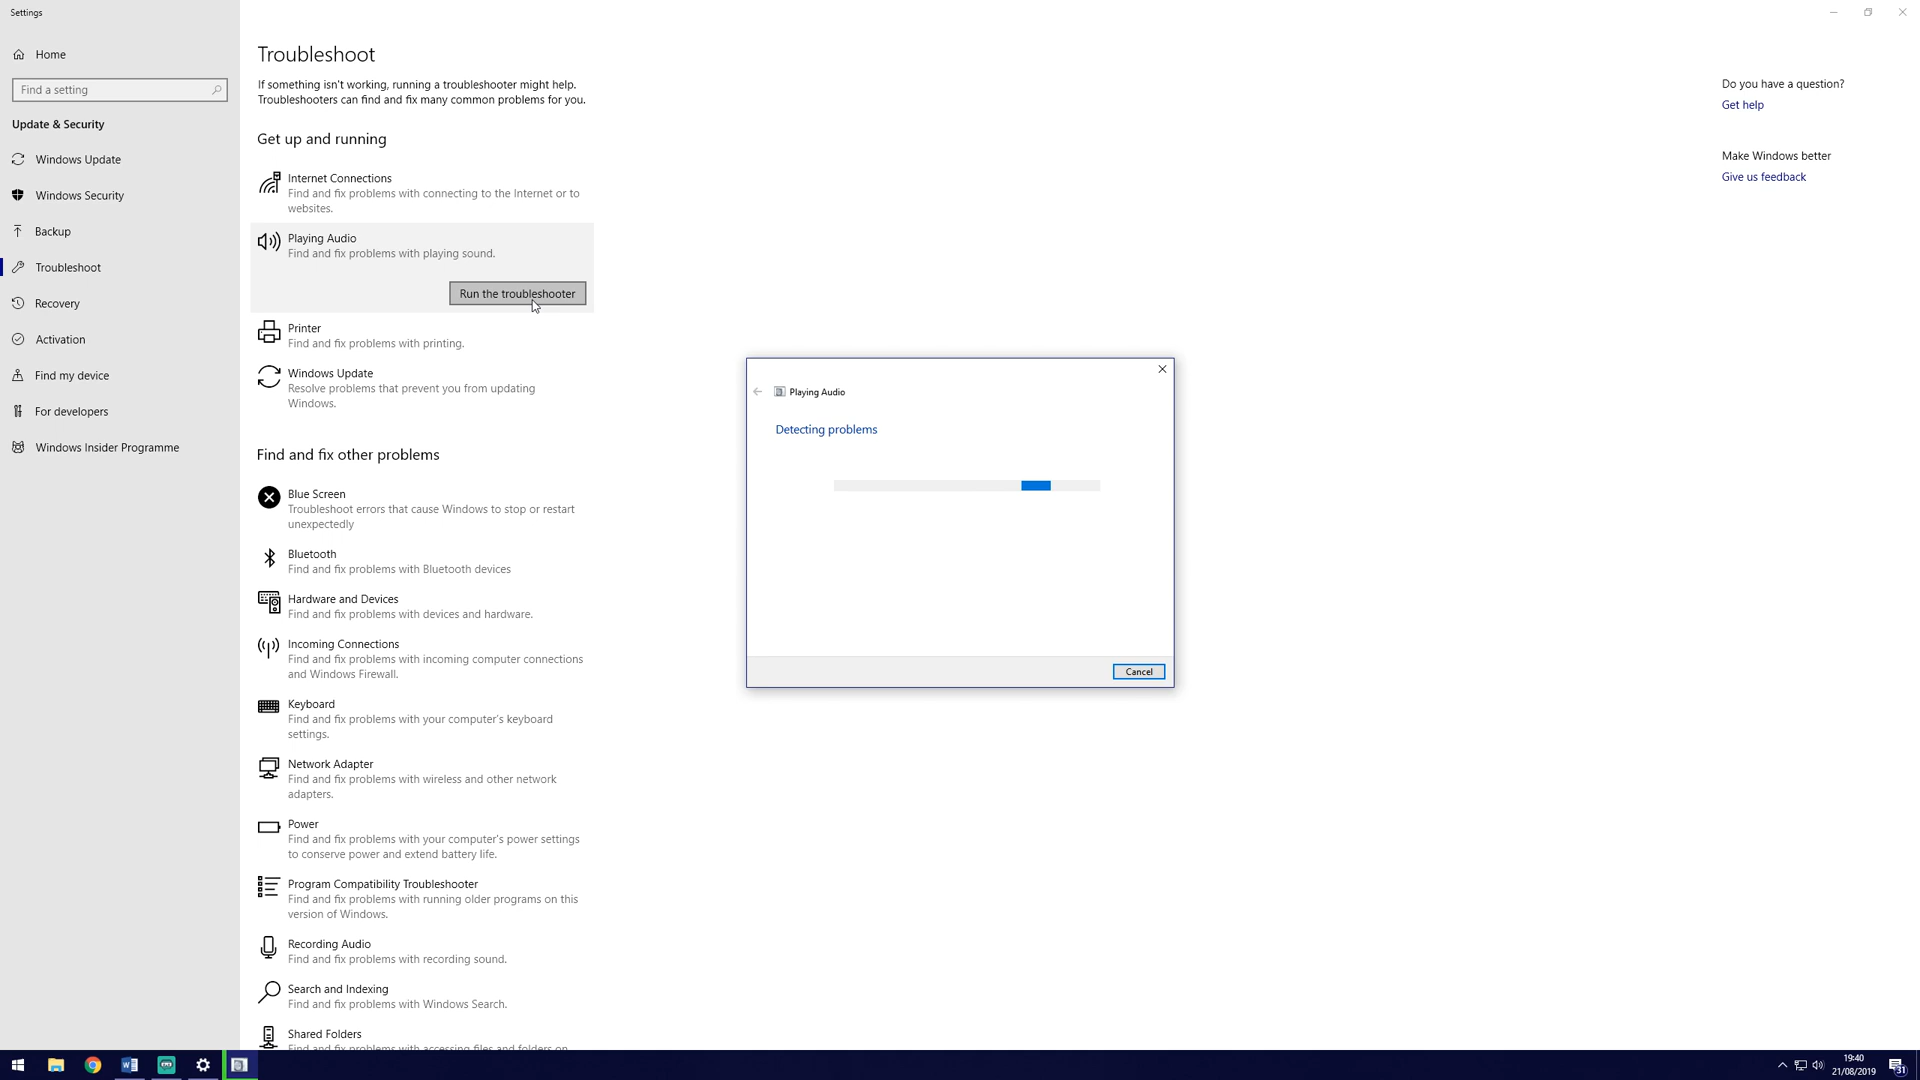 Settings
Home
Find a setting
Update & Security
Windows Update
Windows Security
Backup
Troubleshoot
Recovery
Activation
Find my device
For developers
Windows Insider Programme
Troubleshoot
If something isn't working, running a troubleshooter might help.
Troubleshooters can find and fix many common problems for you.
Get up and running
Internet Connections
Find and fix problems with connecting to the Internet or to
websites.
Playing Audio
Find and fix problems with playing sound.
Run the troubleshooter
Printer
Find and fix problems with printing.
Windows Update
Resolve problems that prevent you from updating
Windows.
Find and fix other problems
Blue Screen
Troubleshoot errors that cause Windows to stop or restart
unexpectedly
Bluetooth
Find and fix problems with Bluetooth devices
Hardware and Devices
Find and fix problems with devices and hardware.
Incoming Connections
Find and fix problems with incoming computer connections
and Windows Firewall.
Keyboard
Find and fix problems with your computer's keyboard
settings.
Network Adapter
Find and fix problems with wireless and other network
adapters.
Power
Find and fix problems with your computer's power settings
to conserve power and extend battery life.
Program Compatibility Troubleshooter
Find and fix problems with running older programs on this
version of Windows.
Recording Audio
Find and fix problems with recording sound.
Search and Indexing
Find and fix problems with Windows Search.
Shared Folders
Find and fix problems with accessing files and folders on
Do you have a question?
Get help
Make Windows better
Give us feedback
Playing Audio
Detecting problems
Cancel
19:40
21/08/2019
31